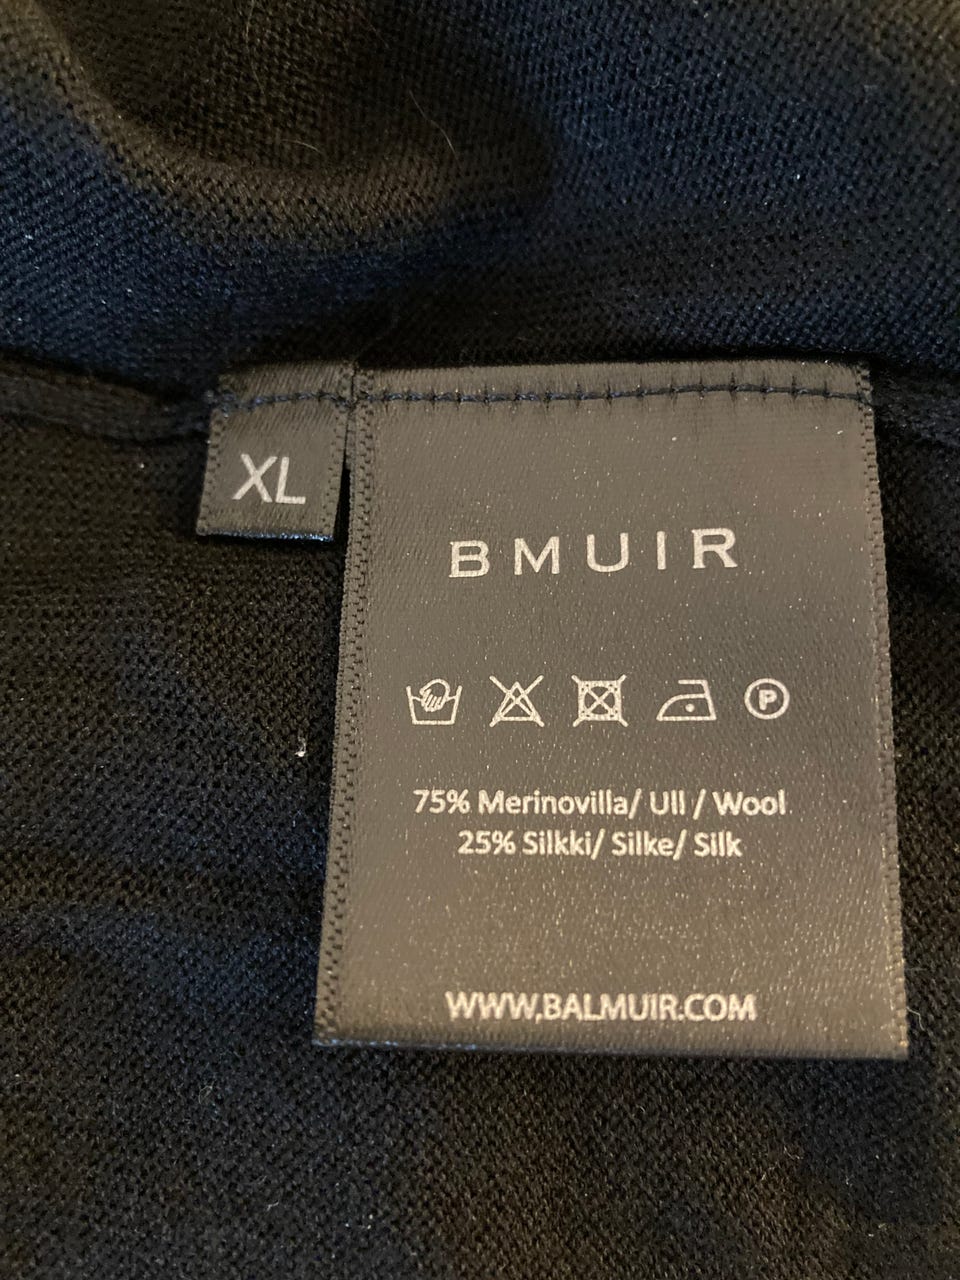 XL
BMUIR
P
75% Merinovilla/ Ull / Wool
25% Silkki/ Silke/ Silk
WWW.BALMUIR.COM